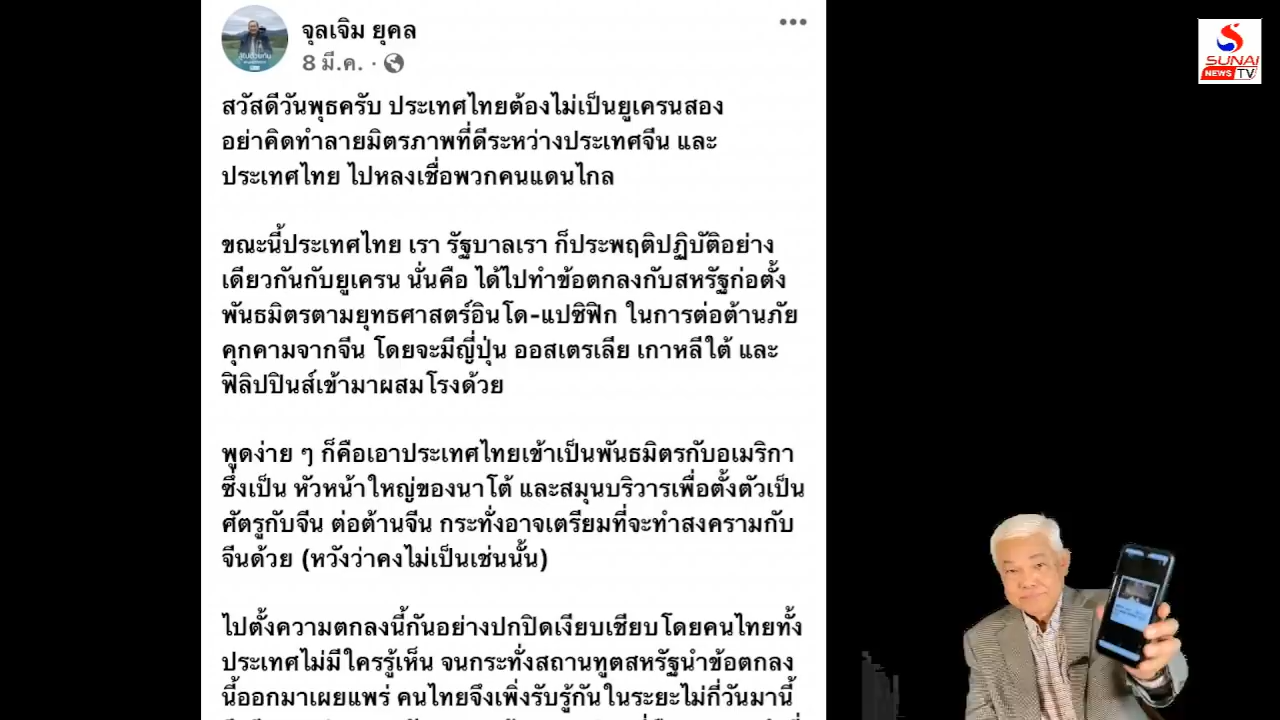 จุลเจิม ยุคล
8 มี.ค. ·
สวัสดีวันพุธครับ ประเทศไทยต้องไม่เป็นยูเครนสอง
อย่าคิดทำลายมิตรภาพที่ดีระหว่างประเทศจีน และ
ประเทศไทย ไปหลงเชื่อพวกคนแดนไกล
ขณะนี้ประเทศไทย เรา รัฐบาลเรา ก็ประพฤติปฏิบัติอย่าง
เดียวกันกับยูเครน นั่นคือ ได้ไปทำข้อตกลงกับสหรัฐก่อตั้ง
พันธมิตรตามยุทธศาสตร์อินโด-แปซิฟิก ในการต่อต้านภัย
คุกคามจากจีน โดยจะมีญี่ปุ่น ออสเตรเลีย เกาหลีใต้ และ
ฟิลิปปินส์เข้ามาผสมโรงด้วย
พูดง่าย ๆ ก็คือเอาประเทศไทยเข้าเป็นพันธมิตรกับอเมริกา
ซึ่งเป็น หัวหน้าใหญ่ของนาโต้ และสมุนบริวารเพื่อตั้งตัวเป็น
ศัตรูกับจีน ต่อต้านจีน กระทั่งอาจเตรียมที่จะทำสงครามกับ
จีนด้วย (หวังว่าคงไม่เป็นเช่นนั้น)
ไปตั้งความตกลงนี้กันอย่างปกปิดเงียบเชียบโดยคนไทยทั้ง
ประเทศไม่มีใครรู้เห็น จนกระทั่งสถานทูตสหรัฐนำข้อตกลง
นี้ออกมาเผยแพร่ คนไทยจึงเพิ่งรับรู้กันในระยะไม่กี่วันมานี้
SUNAI
NEWS TV